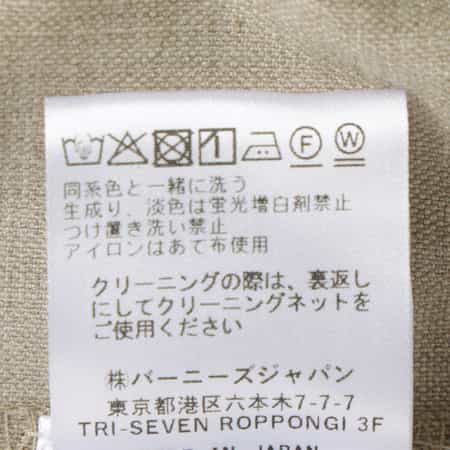 F W
同系色と一緒に洗う
生成り、淡色は蛍光増白剤禁止
つけ置き洗い禁止
アイロンはあて布使用
クリーニングの際は、裏返し
にしてクリーニングネットを
ご使用ください
㈱バーニーズジャパン
東京都港区六本木7-7-7
TRI-SEVEN ROPPONGI 3F
MADE IN JAPAN